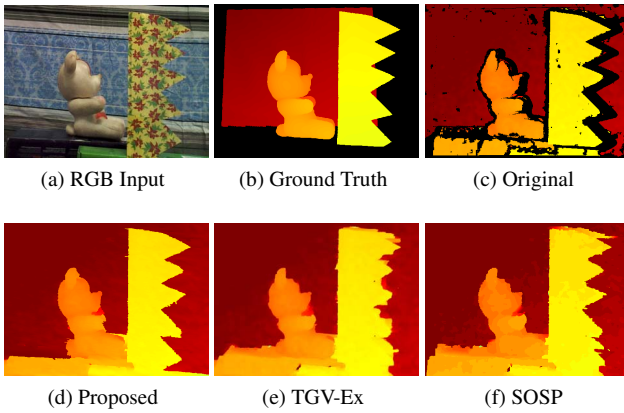 (a) RGB Input
(b) Ground Truth
(c) Original
(d) Proposed
(e) TGV-Ex
(f) SOSP